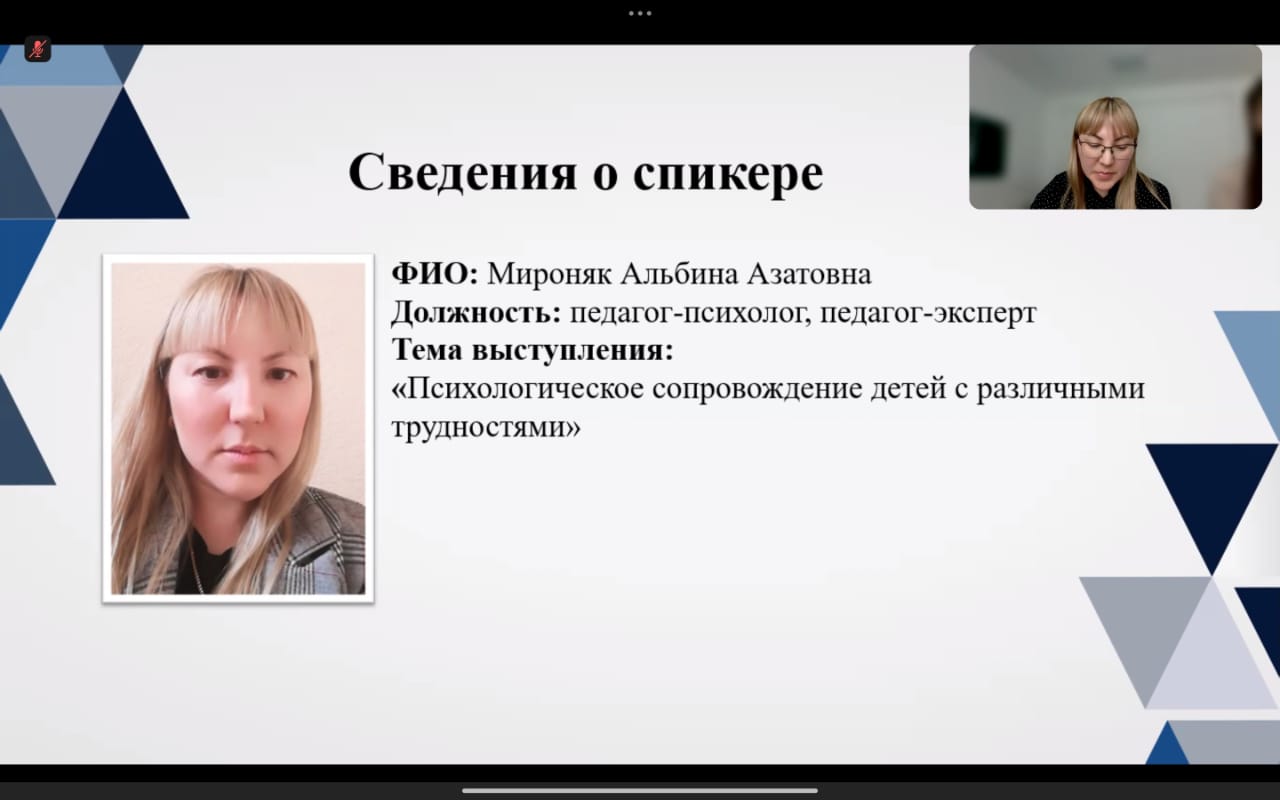 Сведения о спикере
ФИО: Мироняк Альбина Азатовна
Должность: педагог-психолог, педагог-эксперт
Тема выступления:
«Психологическое сопровождение детей с различными
трудностями»